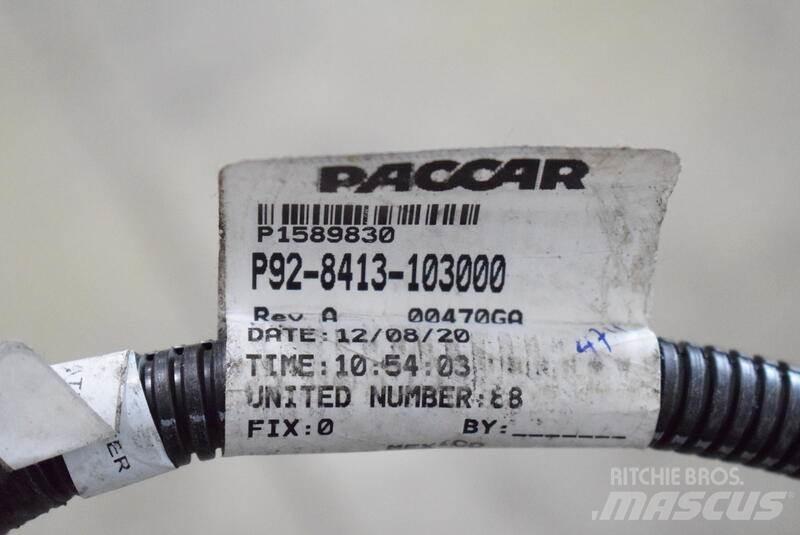 PACCAR
P1589830
P92-8413-103000
Rev A 00470GA
DATE:12/08/20
TIME:10:54:03
UNITED NUMBER:
FIX:0 BY:_______
RITCHIE BROS.
MASCUS